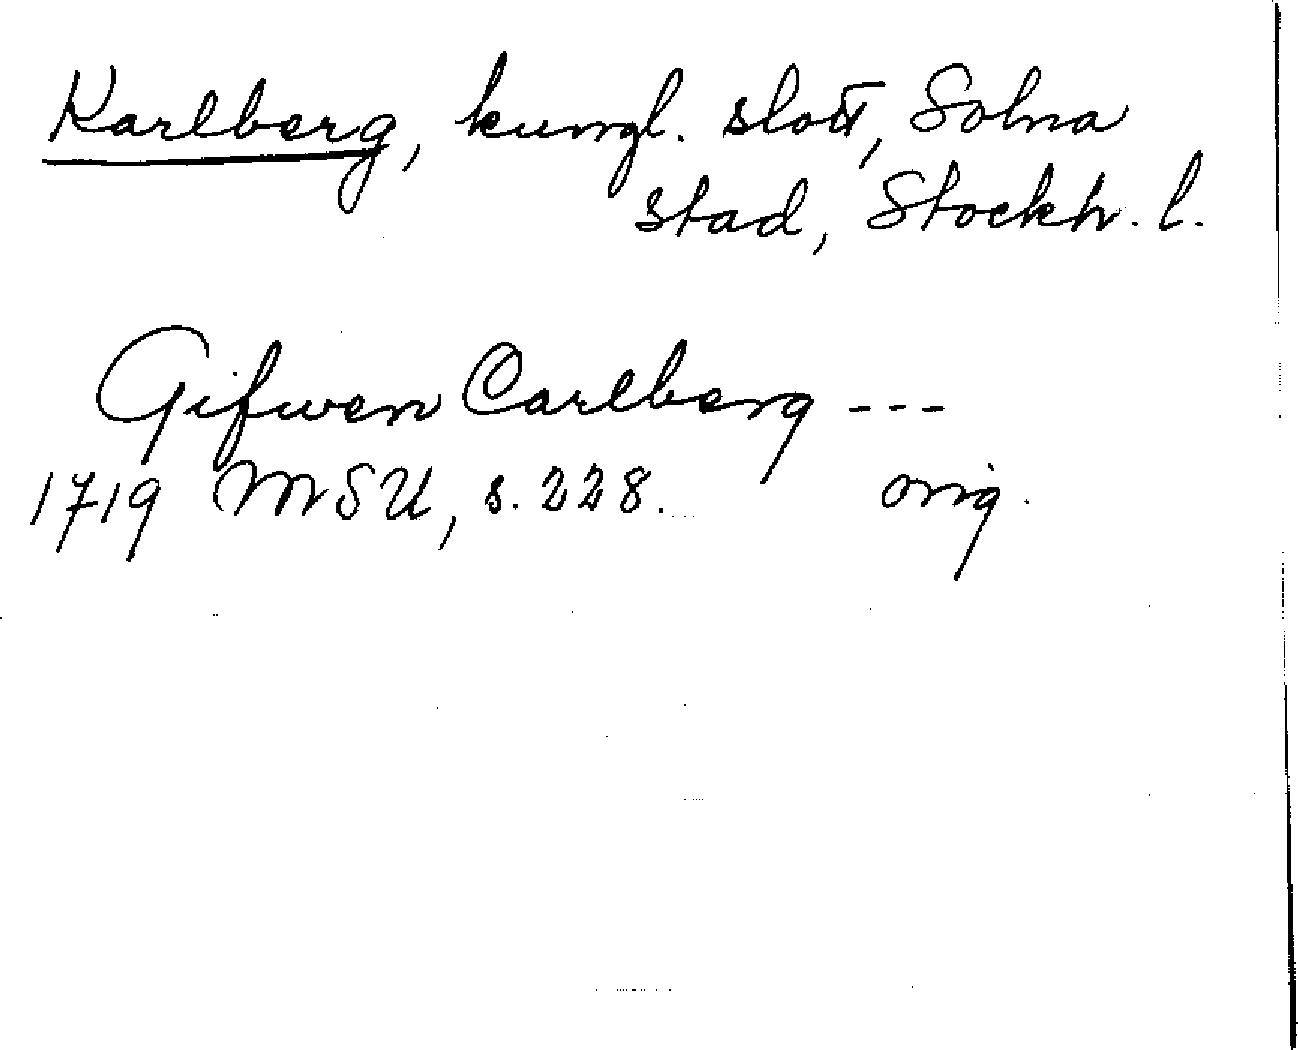 Karlberg, kungl. slott, Solna
stad, Stockh. l.
Gifwen Carlberg ---
1719 MSU, s. 228. orig.